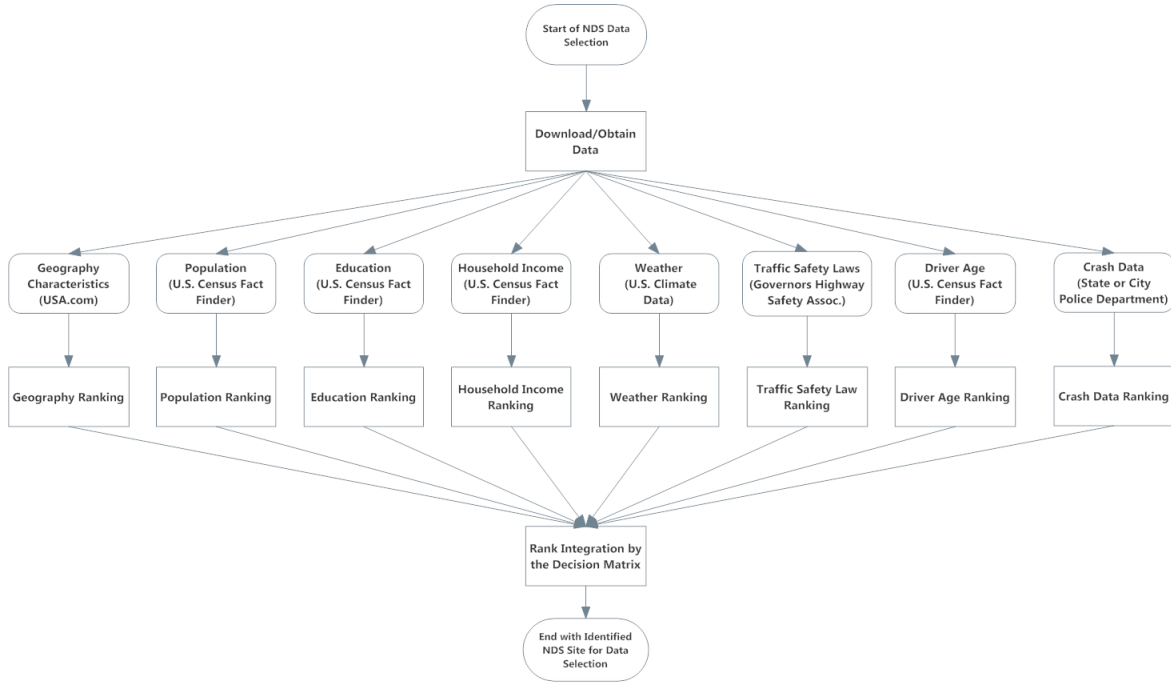 Start of NDS Data
Selection
Download/Obtain
Data
Geography
Characteristics
(USA.com)
Population
(U.S. Census Fact
Finder)
Education
(U.S. Census Fact
Finder)
Household Income
(U.S. Census Fact
Finder)
Weather
(U.S. Climate
Data)
Traffic Safety Laws
(Governors Highway
Safety Assoc.)
Driver Age
(U.S. Census Fact
Finder)
Crash Data
(State or City
Police Department)
Geography Ranking
Population Ranking
Education Ranking
Household Income
Ranking
Weather Ranking
Traffic Safety Law
Ranking
Driver Age Ranking
Crash Data Ranking
Rank Integration by
the Decision Matrix
End with Identified
NDS Site for Data
Selection